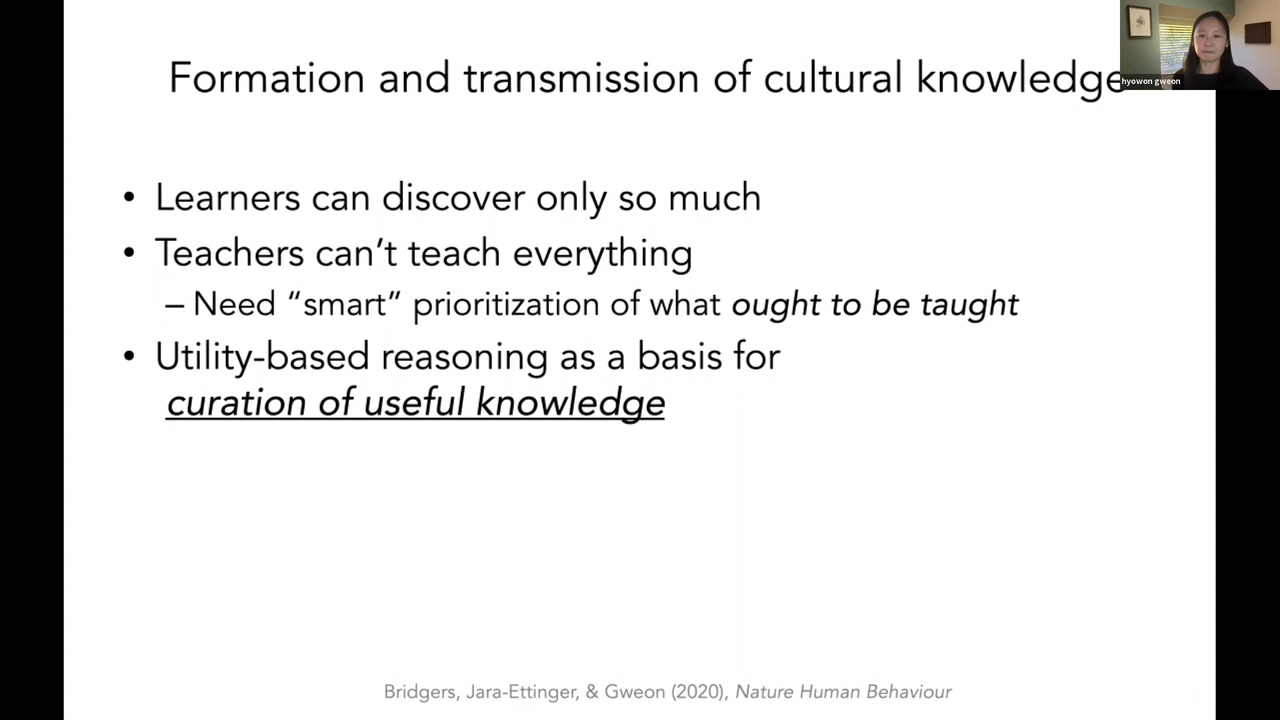 Formation and transmission of cultural knowledge
hyowon gweon
• Learners can discover only so much
• Teachers can’t teach everything
– Need “smart” prioritization of what ought to be taught
• Utility-based reasoning as a basis for
curation of useful knowledge
Bridgers, Jara-Ettinger, & Gweon (2020), Nature Human Behaviour